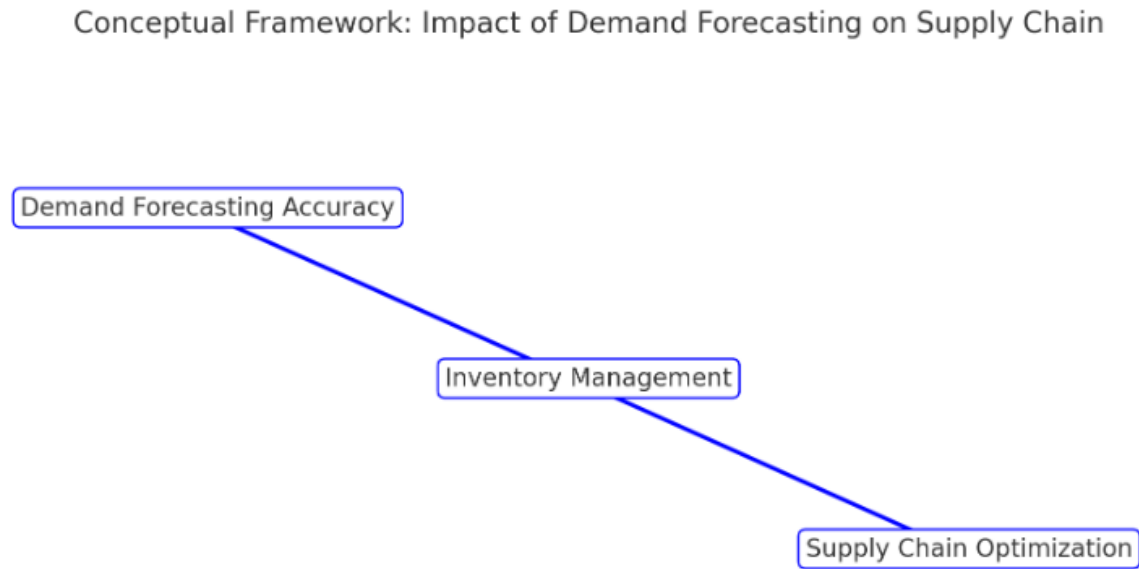 Conceptual Framework: Impact of Demand Forecasting on Supply Chain
Demand Forecasting Accuracy
Inventory Management
Supply Chain Optimization